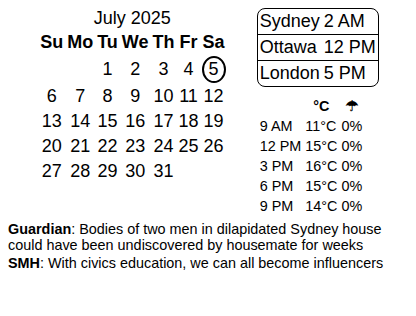 July 2025
Su Mo Tu We Th Fr Sa
1 2 3 4 5
6 7 8 9 10 11 12
13 14 15 16 17 18 19
20 21 22 23 24 25 26
27 28 29 30 31
Sydney 2 AM
Ottawa 12 PM
London 5 PM
°C ☂
9 AM 11°C 0%
12 PM 15°C 0%
3 PM 16°C 0%
6 PM 15°C 0%
9 PM 14°C 0%
Guardian: Bodies of two men in dilapidated Sydney house
could have been undiscovered by housemate for weeks
SMH: With civics education, we can all become influencers